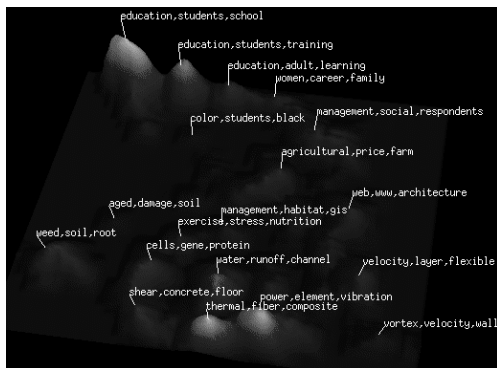 education,students,school
education,students,training
education,adult,learning
women,career,family
color,students,black
management,social,respondents
agricultural,price,farm
web,www,architecture
aged,damage,soil
management,habitat,gis
exercise,stress,nutrition
weed,soil,root
cells,gene,protein
water,runoff,channel
velocity,layer,flexible
shear,concrete,floor
power,element,vibration
thermal,fiber,composite
vortex,velocity,wall